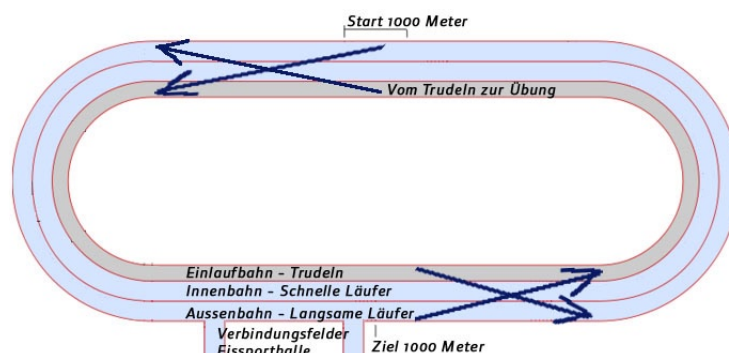 Start 1000 Meter
Vom Trudeln zur Übung
Einlaufbahn - Trudeln
Innenbahn - Schnelle Läufer
Aussenbahn - Langsame Läufer
Verbindungsfelder
Eissporthalle
Ziel 1000 Meter